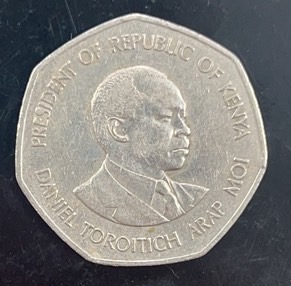 PRESIDENT OF REPUBLIC OF KENYA
DANIEL TOROITICH ARAP MOI